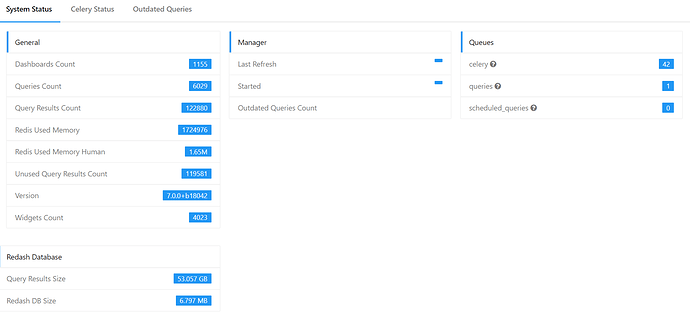 System Status Celery Status Outdated Queries
General
Dashboards Count 1155
Queries Count 6029
Query Results Count 122880
Redis Used Memory 1724976
Redis Used Memory Human 1.65M
Unused Query Results Count 119581
Version 7.0.0+b18042
Widgets Count 4023
Manager
Last Refresh
Started
Outdated Queries Count
Queues
celery 42
queries 1
scheduled_queries 0
Redash Database
Query Results Size 53.057 GB
Redash DB Size 6.797 MB